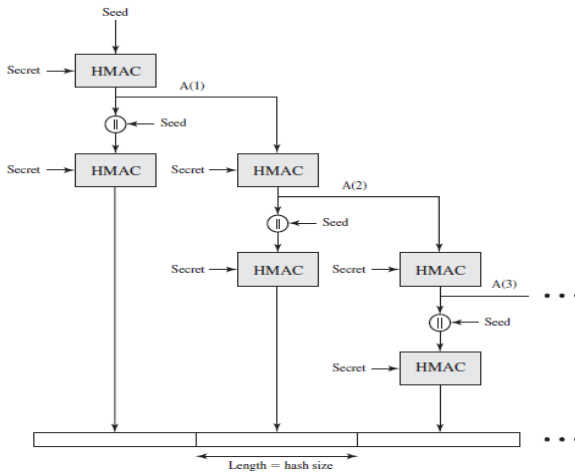 Seed
Secret HMAC
A(1)
|| Seed
Secret HMAC Secret HMAC
A(2)
|| Seed
Secret HMAC Secret HMAC
A(3)
|| Seed
Secret HMAC
Length = hash size